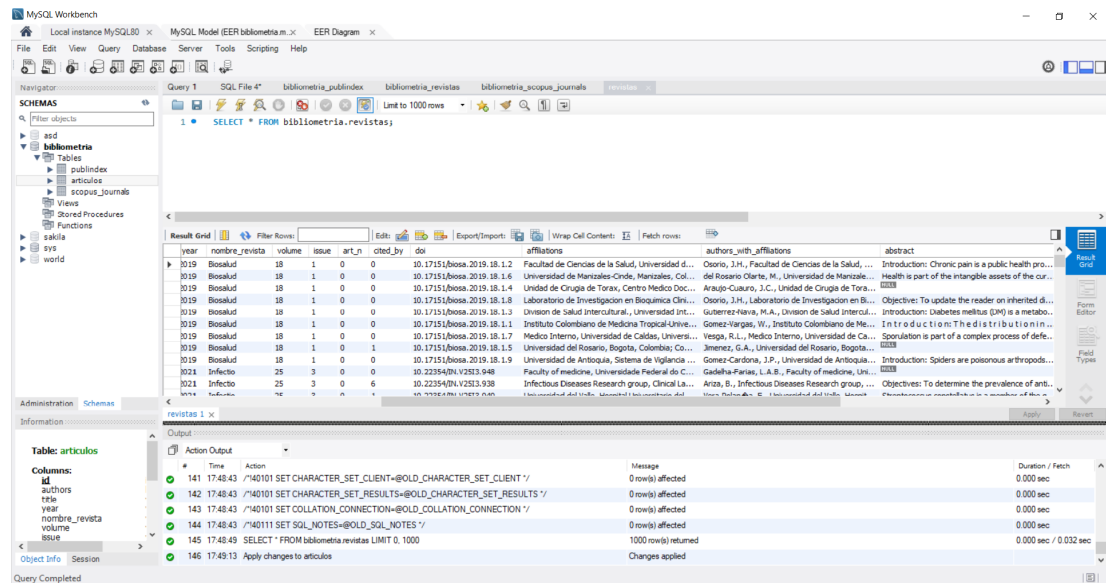 MySQL Workbench
Local instance MySQL80 × MySQL Model (EER bibliometria.m..× EER Diagram ×
File Edit View Query Database Server Tools Scripting Help
Navigator
SCHEMAS
Filter objects
asd
bibliometria
Tables
publindex
articulos
scopus_journals
Views
Stored Procedures
Functions
sakila
sys
world
Administration Schemas
Information
Table: articulos
Columns:
id
authors
title
year
nombre_revista
volume
issue
Object Info Session
Query 1 SQL File 4* bibliometria_publindex bibliometria_revistas bibliometria_scopus_journals revistas ×
Limit to 1000 rows
1 SELECT * FROM bibliometria.revistas;
Result Grid Filter Rows: Edit: Export/Import: Wrap Cell Content: Fetch rows:
year nombre_revista volume issue art_n cited_by doi affliations authors_with_affliations abstract
2019 Biosalud 18 1 0 0 10.17151/biosa.2019.18.1.2 Facultad de Ciencias de la Salud, Universidad d... Osorio, J.H., Facultad de Ciencias de la Salud, ... Introduction: Chronic pain is a public health pro...
2019 Biosalud 18 1 0 0 10.17151/biosa.2019.18.1.6 Universidad de Manizales-Cinde, Manizales, Col... del Rosario Olarte, M., Universidad de Manizale... Health is part of the intangible assets of the cur...
2019 Biosalud 18 1 0 0 10.17151/biosa.2019.18.1.4 Unidad de Cirugia de Torax, Centro Medico Doc... Araujo-Cuauro, J.C., Unidad de Cirugia de Tora... NULL
2019 Biosalud 18 1 0 0 10.17151/biosa.2019.18.1.8 Laboratorio de Investigacion en Bioquimica Clini... Osorio, J.H., Laboratorio de Investigacion en Bi... Objective: To update the reader on inherited di...
2019 Biosalud 18 1 0 0 10.17151/biosa.2019.18.1.3 Division de Salud Intercultural., Universidad Int... Gutierrez-Nava, M.A., Division de Salud Intercul... Introduction: Diabetes mellitus (DM) is a metabo..
2019 Biosalud 18 1 0 0 10.17151/biosa.2019.18.1.1 Instituto Colombiano de Medicina Tropical-Unive... Gomez-Vargas, W., Instituto Colombiano de Me... I n t r o d u c t i o n: T h e d i s t r i b u t i o n i n ...
2019 Biosalud 18 1 0 0 10.17151/biosa.2019.18.1.7 Medico Interno, Universidad de Caldas, Universi... Vesga, R.L., Medico Interno, Universidad de Ca... Sporulation is part of a complex process of defe...
2019 Biosalud 18 1 0 1 10.17151/biosa.2019.18.1.5 Universidad del Rosario, Bogota, Colombia; Co... Jimenez, G.A., Universidad del Rosario, Bogota... NULL
2019 Biosalud 18 1 0 0 10.17151/biosa.2019.18.1.9 Universidad de Antioquia, Sistema de Vigilancia ... Gomez-Cardona, J.P., Universidad de Antioquia... Introduction: Spiders are poisonous arthropods...
2021 Infectio 25 3 0 0 10.22354/IN.V25I3.948 Faculty of medicine, Universidade Federal do C... Gadelha-Farias, L.A.B., Faculty of medicine, Uni... NULL
2021 Infectio 25 3 0 6 10.22354/IN.V25I3.938 Infectious Diseases Research group, Clinical La... Ariza, B., Infectious Diseases Research group, ... Objectives: To determine the prevalence of anti..
2021 Infectio 25 3 0 1 10.22354/IN.V25I3.940
Result Grid
Form Editor
Field Types
revistas 1 × Apply Revert
Output
Action Output
# Time Action Message Duration / Fetch
141 17:48:43 /*!40101 SET CHARACTER_SET_CLIENT=@OLD_CHARACTER_SET_CLIENT */ 0 row(s) affected 0.000 sec
142 17:48:43 /*!40101 SET CHARACTER_SET_RESULTS=@OLD_CHARACTER_SET_RESULTS */ 0 row(s) affected 0.000 sec
143 17:48:43 /*!40101 SET COLLATION_CONNECTION=@OLD_COLLATION_CONNECTION */ 0 row(s) affected 0.000 sec
144 17:48:43 /*!40111 SET SQL_NOTES=@OLD_SQL_NOTES */ 0 row(s) affected 0.000 sec
145 17:48:49 SELECT * FROM bibliometria.revistas LIMIT 0, 1000 1000 row(s) returned 0.000 sec / 0.032 sec
146 17:49:13 Apply changes to articulos Changes applied
Query Completed